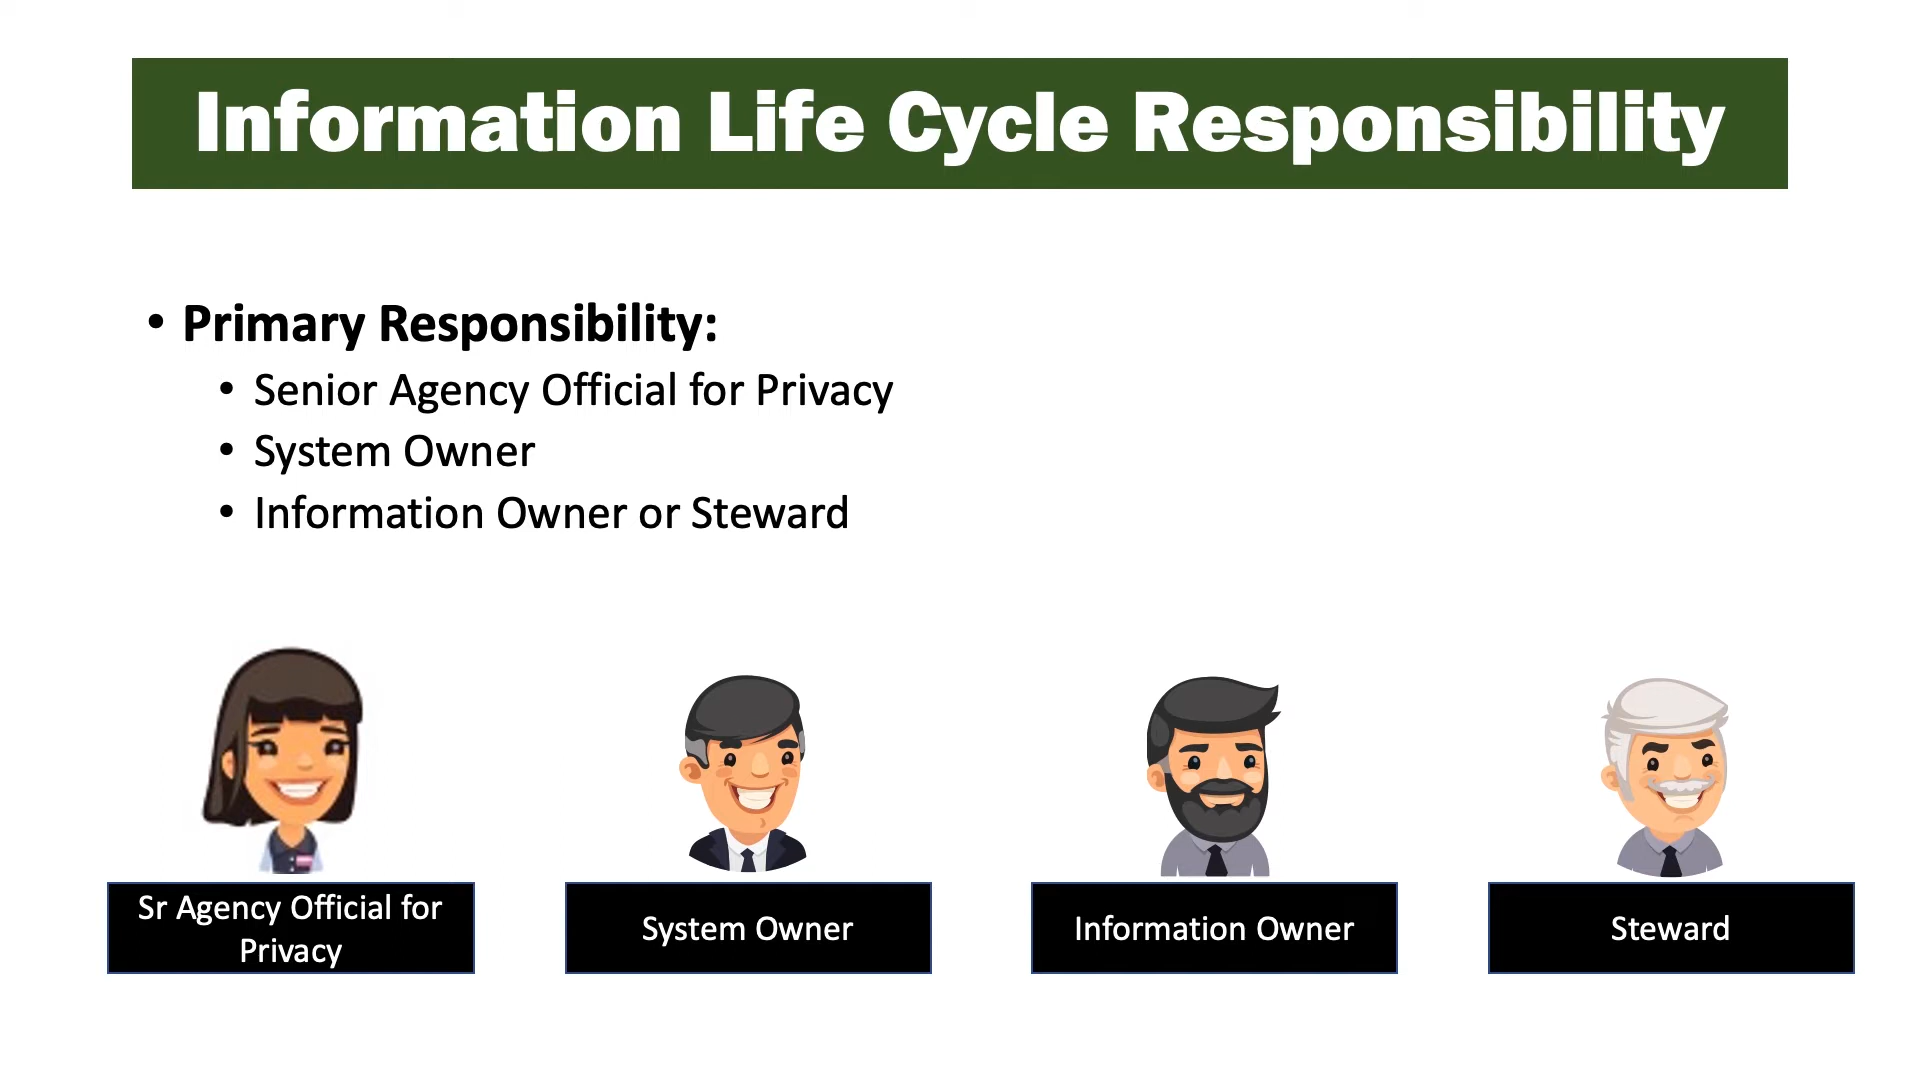 Information Life Cycle Responsibility
• Primary Responsibility:
• Senior Agency Official for Privacy
• System Owner
• Information Owner or Steward
Sr Agency Official for
Privacy
System Owner
Information Owner
Steward